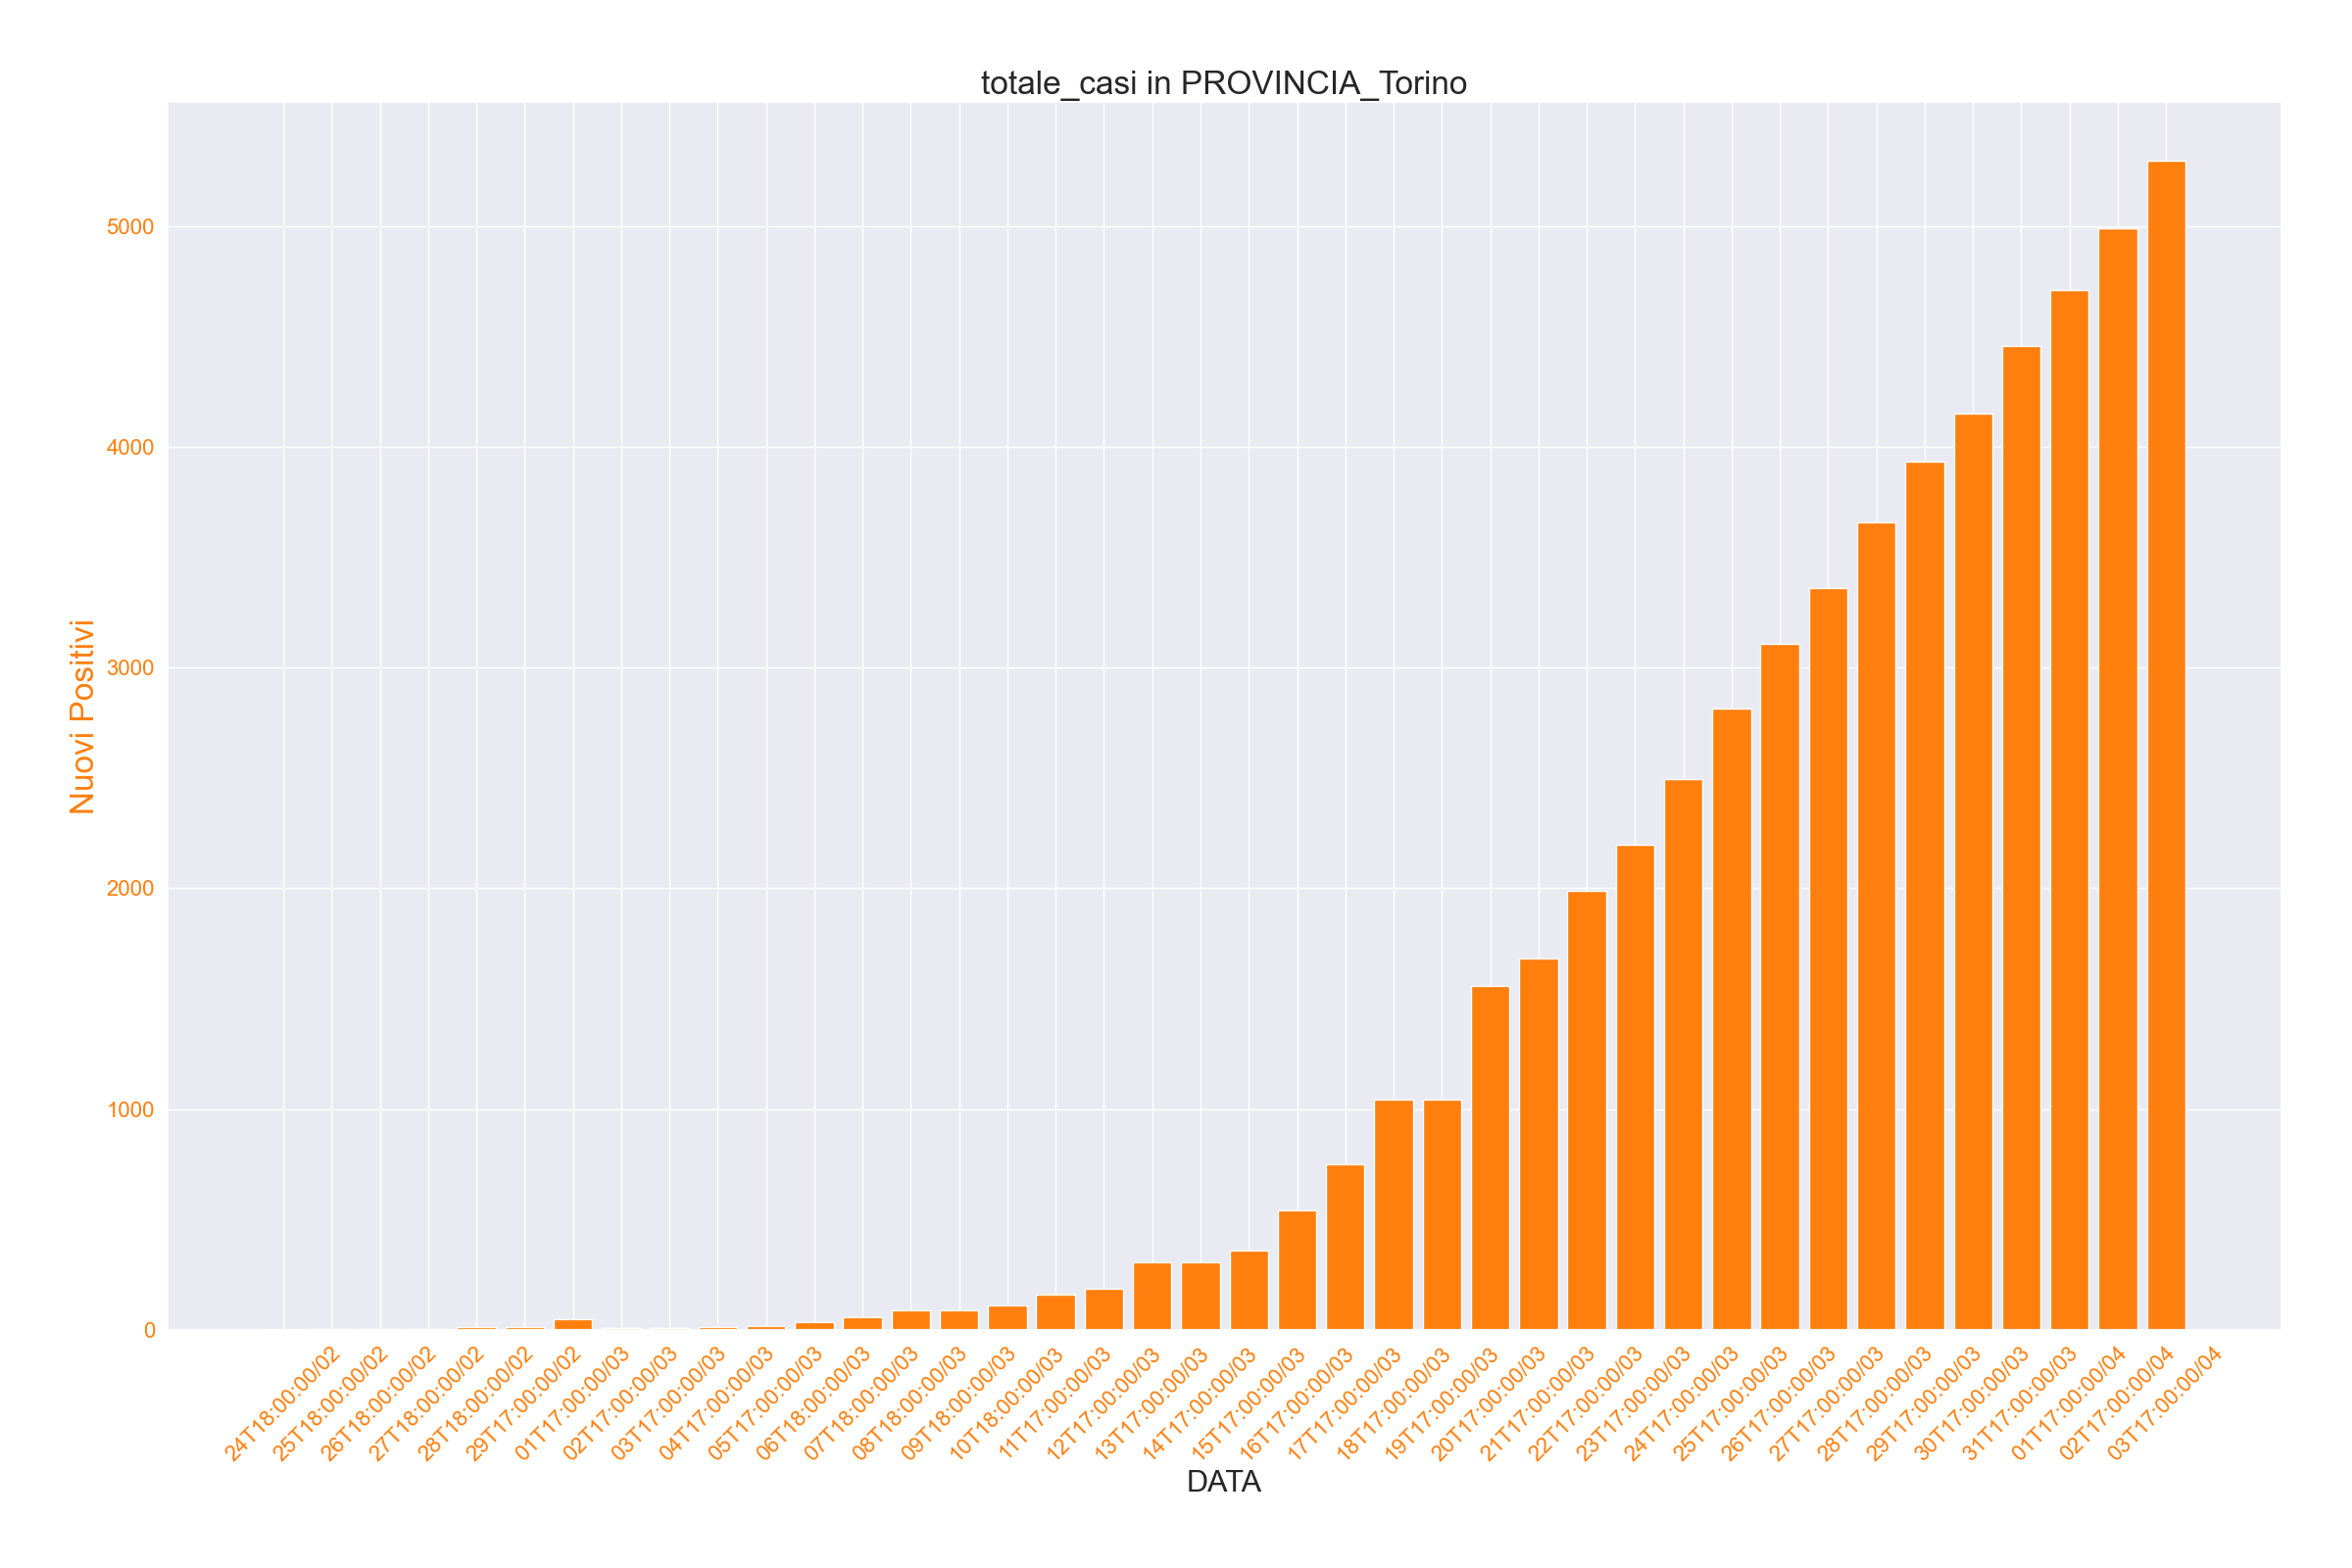 totale_casi in PROVINCIA_Torino
Nuovi Positivi
5000
4000
3000
2000
1000
0
24T18:00:00/02
25T18:00:00/02
26T18:00:00/02
27T18:00:00/02
28T18:00:00/02
29T17:00:00/02
01T17:00:00/03
02T17:00:00/03
03T17:00:00/03
04T17:00:00/03
05T17:00:00/03
06T18:00:00/03
07T18:00:00/03
08T18:00:00/03
09T18:00:00/03
10T18:00:00/03
11T17:00:00/03
12T17:00:00/03
13T17:00:00/03
14T17:00:00/03
15T17:00:00/03
16T17:00:00/03
17T17:00:00/03
18T17:00:00/03
19T17:00:00/03
20T17:00:00/03
21T17:00:00/03
22T17:00:00/03
23T17:00:00/03
24T17:00:00/03
25T17:00:00/03
26T17:00:00/03
27T17:00:00/03
28T17:00:00/03
29T17:00:00/03
30T17:00:00/03
31T17:00:00/03
01T17:00:00/04
02T17:00:00/04
03T17:00:00/04
DATA